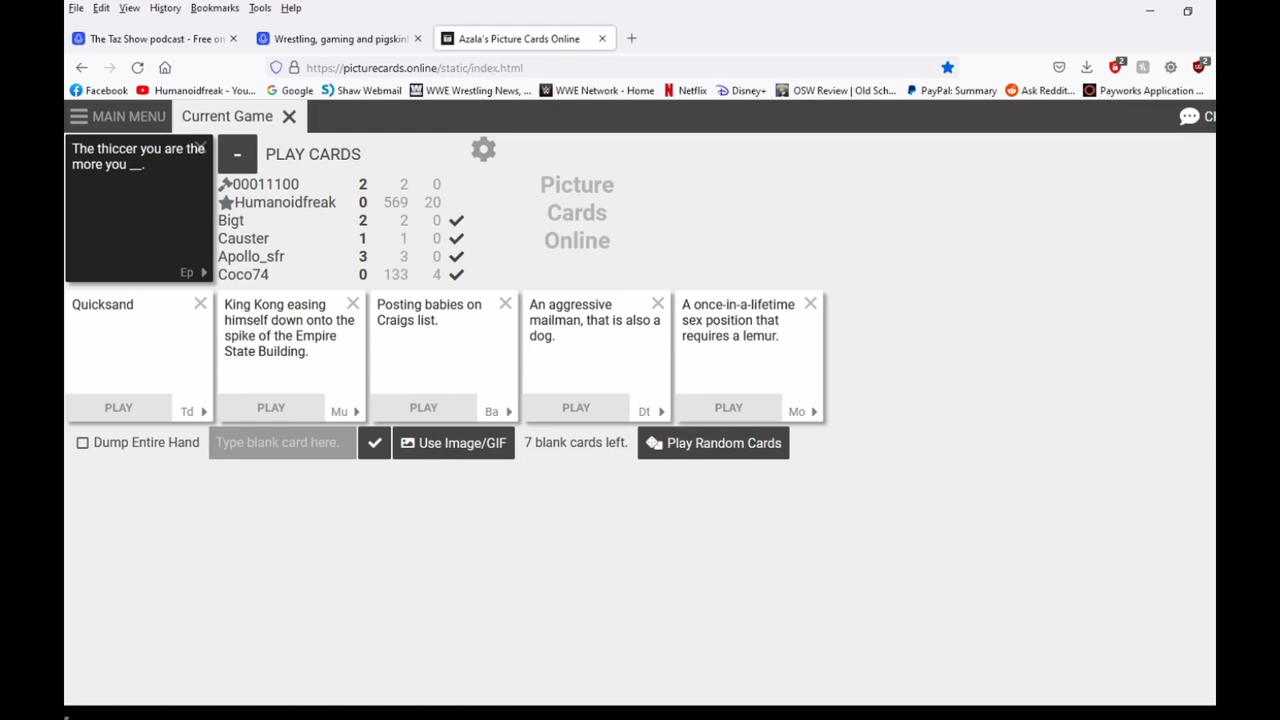 File Edit View History Bookmarks Tools Help
The Taz Show podcast - Free on
Wrestling, gaming and pigskin!
Azala's Picture Cards Online
https://picturecards.online/static/index.html
2
2
Facebook
Humanoidfreak - You...
Google
Shaw Webmail
WWE Wrestling News, ...
WWE Network - Home
Netflix
Disney+
OSW Review | Old Sch...
PayPal: Summary
Ask Reddit...
Payworks Application ...
MAIN MENU
Current Game
The thiccer you are the
more you __.
Ep
-
PLAY CARDS
00011100 2 2 0
Humanoidfreak 0 569 20
Bigt 2 2 0
Causter 1 1 0
Apollo_sfr 3 3 0
Coco74 0 133 4
Picture
Cards
Online
Quicksand
PLAY
Td
King Kong easing
himself down onto the
spike of the Empire
State Building.
PLAY
Mu
Posting babies on
Craigs list.
PLAY
Ba
An aggressive
mailman, that is also a
dog.
PLAY
Dt
A once-in-a-lifetime
sex position that
requires a lemur.
PLAY
Mo
Dump Entire Hand
Type blank card here.
Use Image/GIF
7 blank cards left.
Play Random Cards